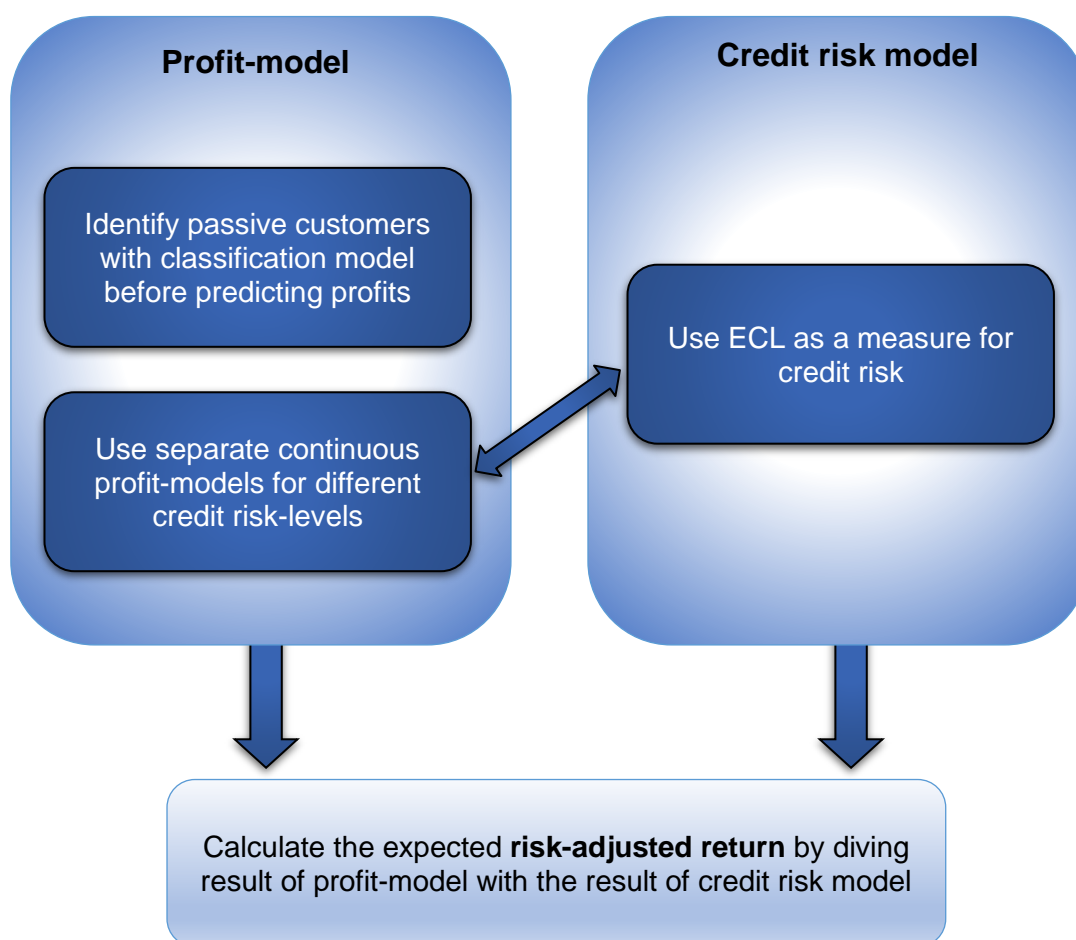 Profit-model
Identify passive customers
with classification model
before predicting profits
Use separate continuous
profit-models for different
credit risk-levels
Credit risk model
Use ECL as a measure for
credit risk
Calculate the expected risk-adjusted return by diving
result of profit-model with the result of credit risk model